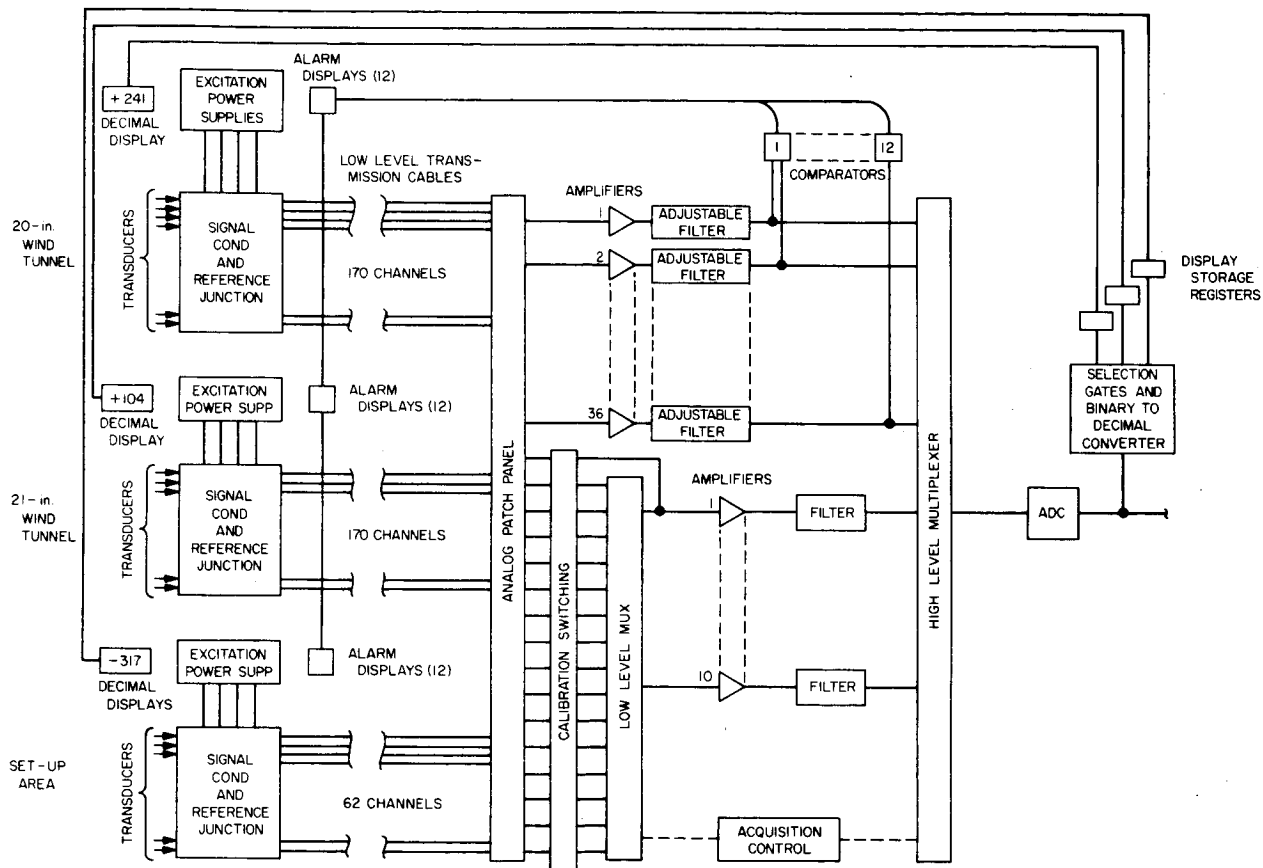 ALARM
DISPLAYS (12)
+241
DECIMAL
DISPLAY
EXCITATION
POWER
SUPPLIES
LOW LEVEL TRANS-
MISSION CABLES
1
12
COMPARATORS
20-in.
WIND
TUNNEL
TRANSDUCERS
SIGNAL
COND
AND
REFERENCE
JUNCTION
170 CHANNELS
AMPLIFIERS
1
ADJUSTABLE
FILTER
2
ADJUSTABLE
FILTER
36
ADJUSTABLE
FILTER
DISPLAY
STORAGE
REGISTERS
SELECTION
GATES AND
BINARY TO
DECIMAL
CONVERTER
+104
DECIMAL
DISPLAY
EXCITATION
POWER SUPP
ALARM
DISPLAYS (12)
21-in.
WIND
TUNNEL
TRANSDUCERS
SIGNAL
COND
AND
REFERENCE
JUNCTION
170 CHANNELS
ANALOG PATCH PANEL
CALIBRATION SWITCHING
LOW LEVEL MUX
AMPLIFIERS
1
FILTER
10
FILTER
HIGH LEVEL MULTIPLEXER
ADC
-317
DECIMAL
DISPLAYS
EXCITATION
POWER SUPP
ALARM
DISPLAYS (12)
SET-UP
AREA
TRANSDUCERS
SIGNAL
COND
AND
REFERENCE
JUNCTION
62 CHANNELS
ACQUISITION
CONTROL